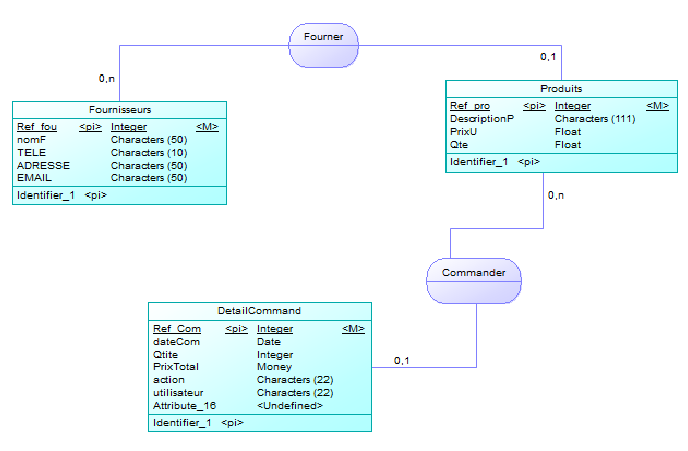 Fourner
0,n
0,1
Fournisseurs
Ref_fou <pi> Integer <M>
nomF Characters (50)
TELE Characters (10)
ADRESSE Characters (50)
EMAIL Characters (50)
Identifier_1 <pi>
Produits
Ref_pro <pi> Integer <M>
DescriptionP Characters (111)
PrixU Float
Qte Float
Identifier_1 <pi>
0,n
Commander
0,1
DetailCommand
Ref_Com <pi> Integer <M>
dateCom Date
Qtite Integer
PrixTotal Money
action Characters (22)
utilisateur Characters (22)
Attribute_16 <Undefined>
Identifier_1 <pi>